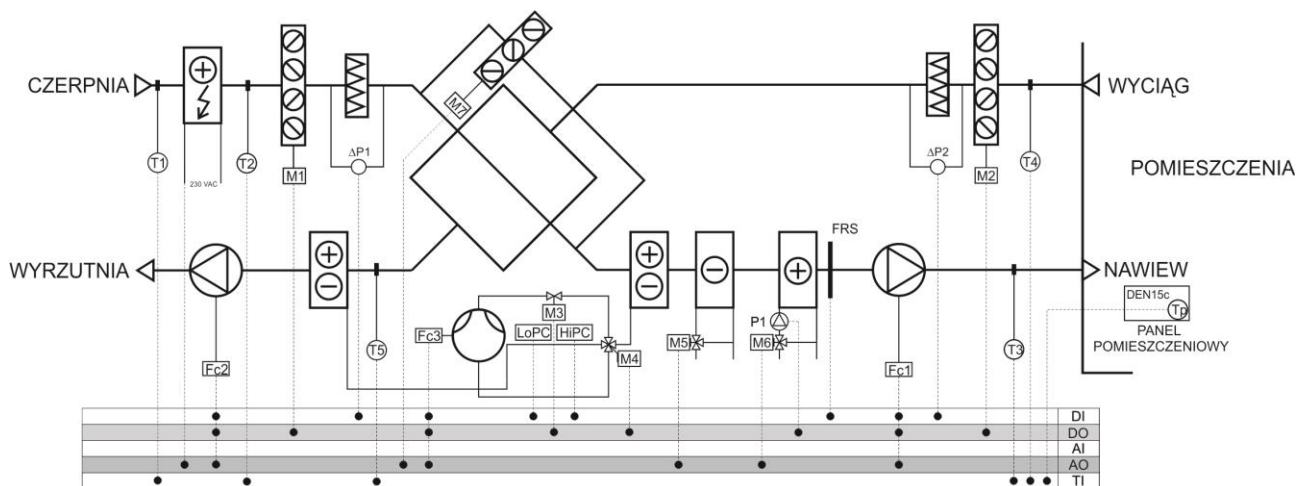 CZERPNIA
WYCIĄG
M7
ΔP1
ΔP2
T1
T2
M1
M2
T4
230 VAC
POMIESZCZENIA
FRS
WYRZUTNIA
NAWIEW
DEN15c
Tp
PANEL
POMIESZCZENIOWY
M3
P1
Fc3
LoPC
HiPC
M4
M5
M6
T5
T3
Fc2
Fc1
DI
DO
AI
AO
TI